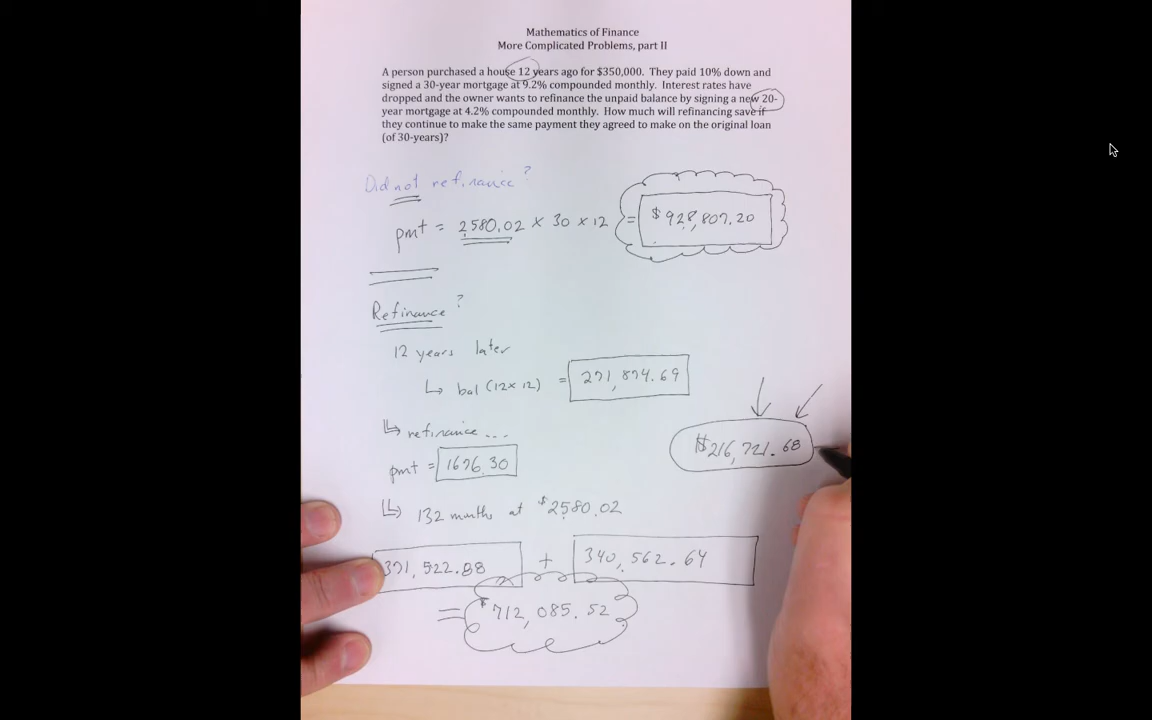 Mathematics of Finance
More Complicated Problems, part II
A person purchased a house 12 years ago for $350,000. They paid 10% down and
signed a 30-year mortgage at 9.2% compounded monthly. Interest rates have
dropped and the owner wants to refinance the unpaid balance by signing a new 20-
year mortgage at 4.2% compounded monthly. How much will refinancing save if
they continue to make the same payment they agreed to make on the original loan
(of 30-years)?
Did not refinance?
pmt = 2580.02 × 30 × 12 = $928,807.20
Refinance?
12 years later
↳ bal (12×12) = 271,874.69
↳ refinance...
pmt = 1676.30
↳ 132 months at $2580.02
371,522.88 + 340,562.64
= $712,085.52
$216,721.68